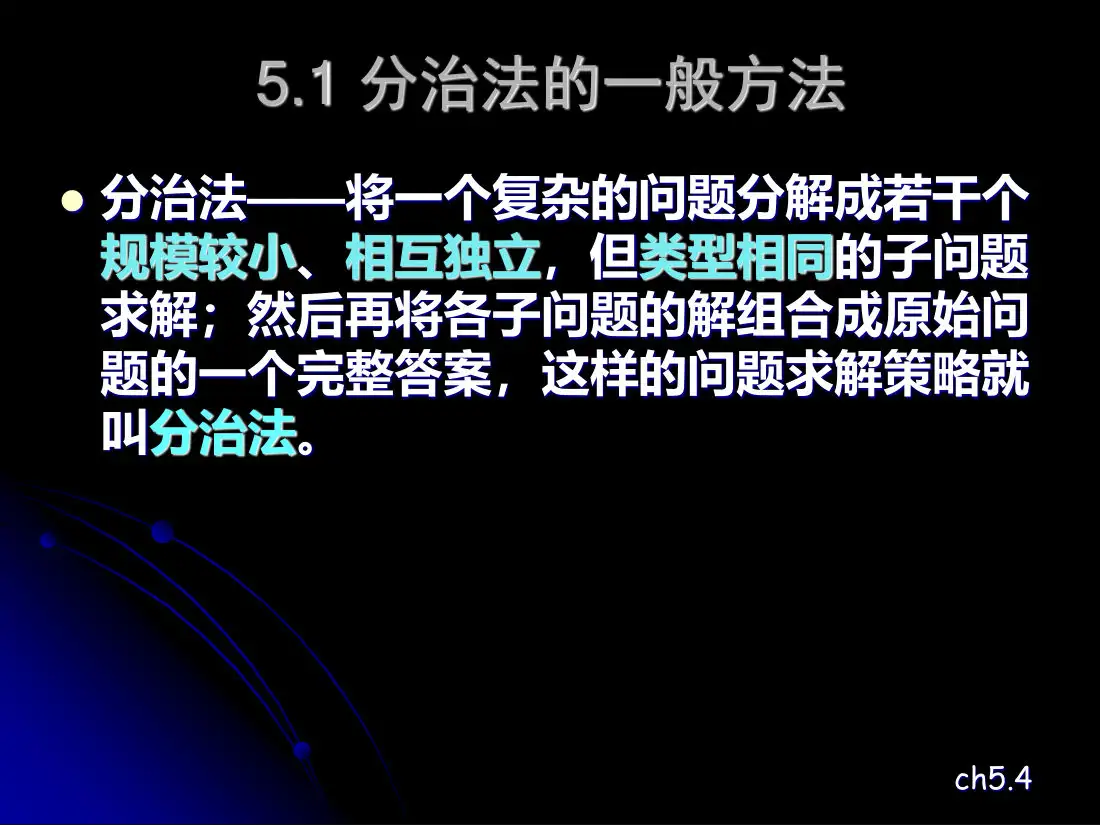 5.1 分治法的一般方法
分治法——将一个复杂的问题分解成若干个
规模较小、相互独立，但类型相同的子问题
求解；然后再将各子问题的解组合成原始问
题的一个完整答案，这样的问题求解策略就
叫分治法。
ch5.4